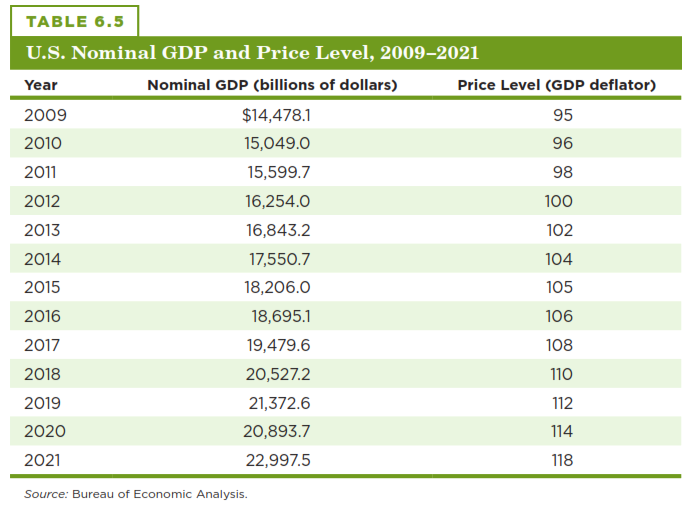 TABLE 6.5
U.S. Nominal GDP and Price Level, 2009–2021
Year Nominal GDP (billions of dollars) Price Level (GDP deflator)
2009 $14,478.1 95
2010 15,049.0 96
2011 15,599.7 98
2012 16,254.0 100
2013 16,843.2 102
2014 17,550.7 104
2015 18,206.0 105
2016 18,695.1 106
2017 19,479.6 108
2018 20,527.2 110
2019 21,372.6 112
2020 20,893.7 114
2021 22,997.5 118
Source: Bureau of Economic Analysis.